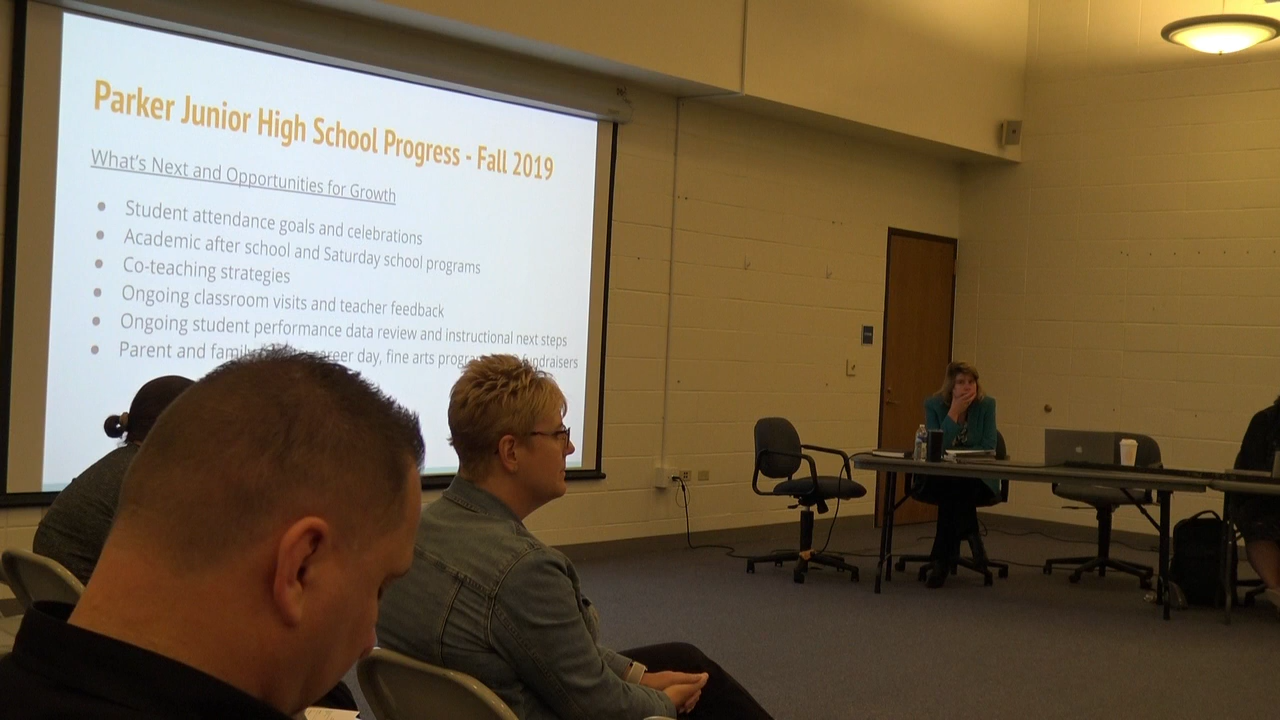 Parker Junior High School Progress - Fall 2019
What's Next and Opportunities for Growth
● Student attendance goals and celebrations
● Academic after school and Saturday school programs
● Co-teaching strategies
● Ongoing classroom visits and teacher feedback
● Ongoing student performance data review and instructional next steps
● Parent and career day, fine arts fundraisers